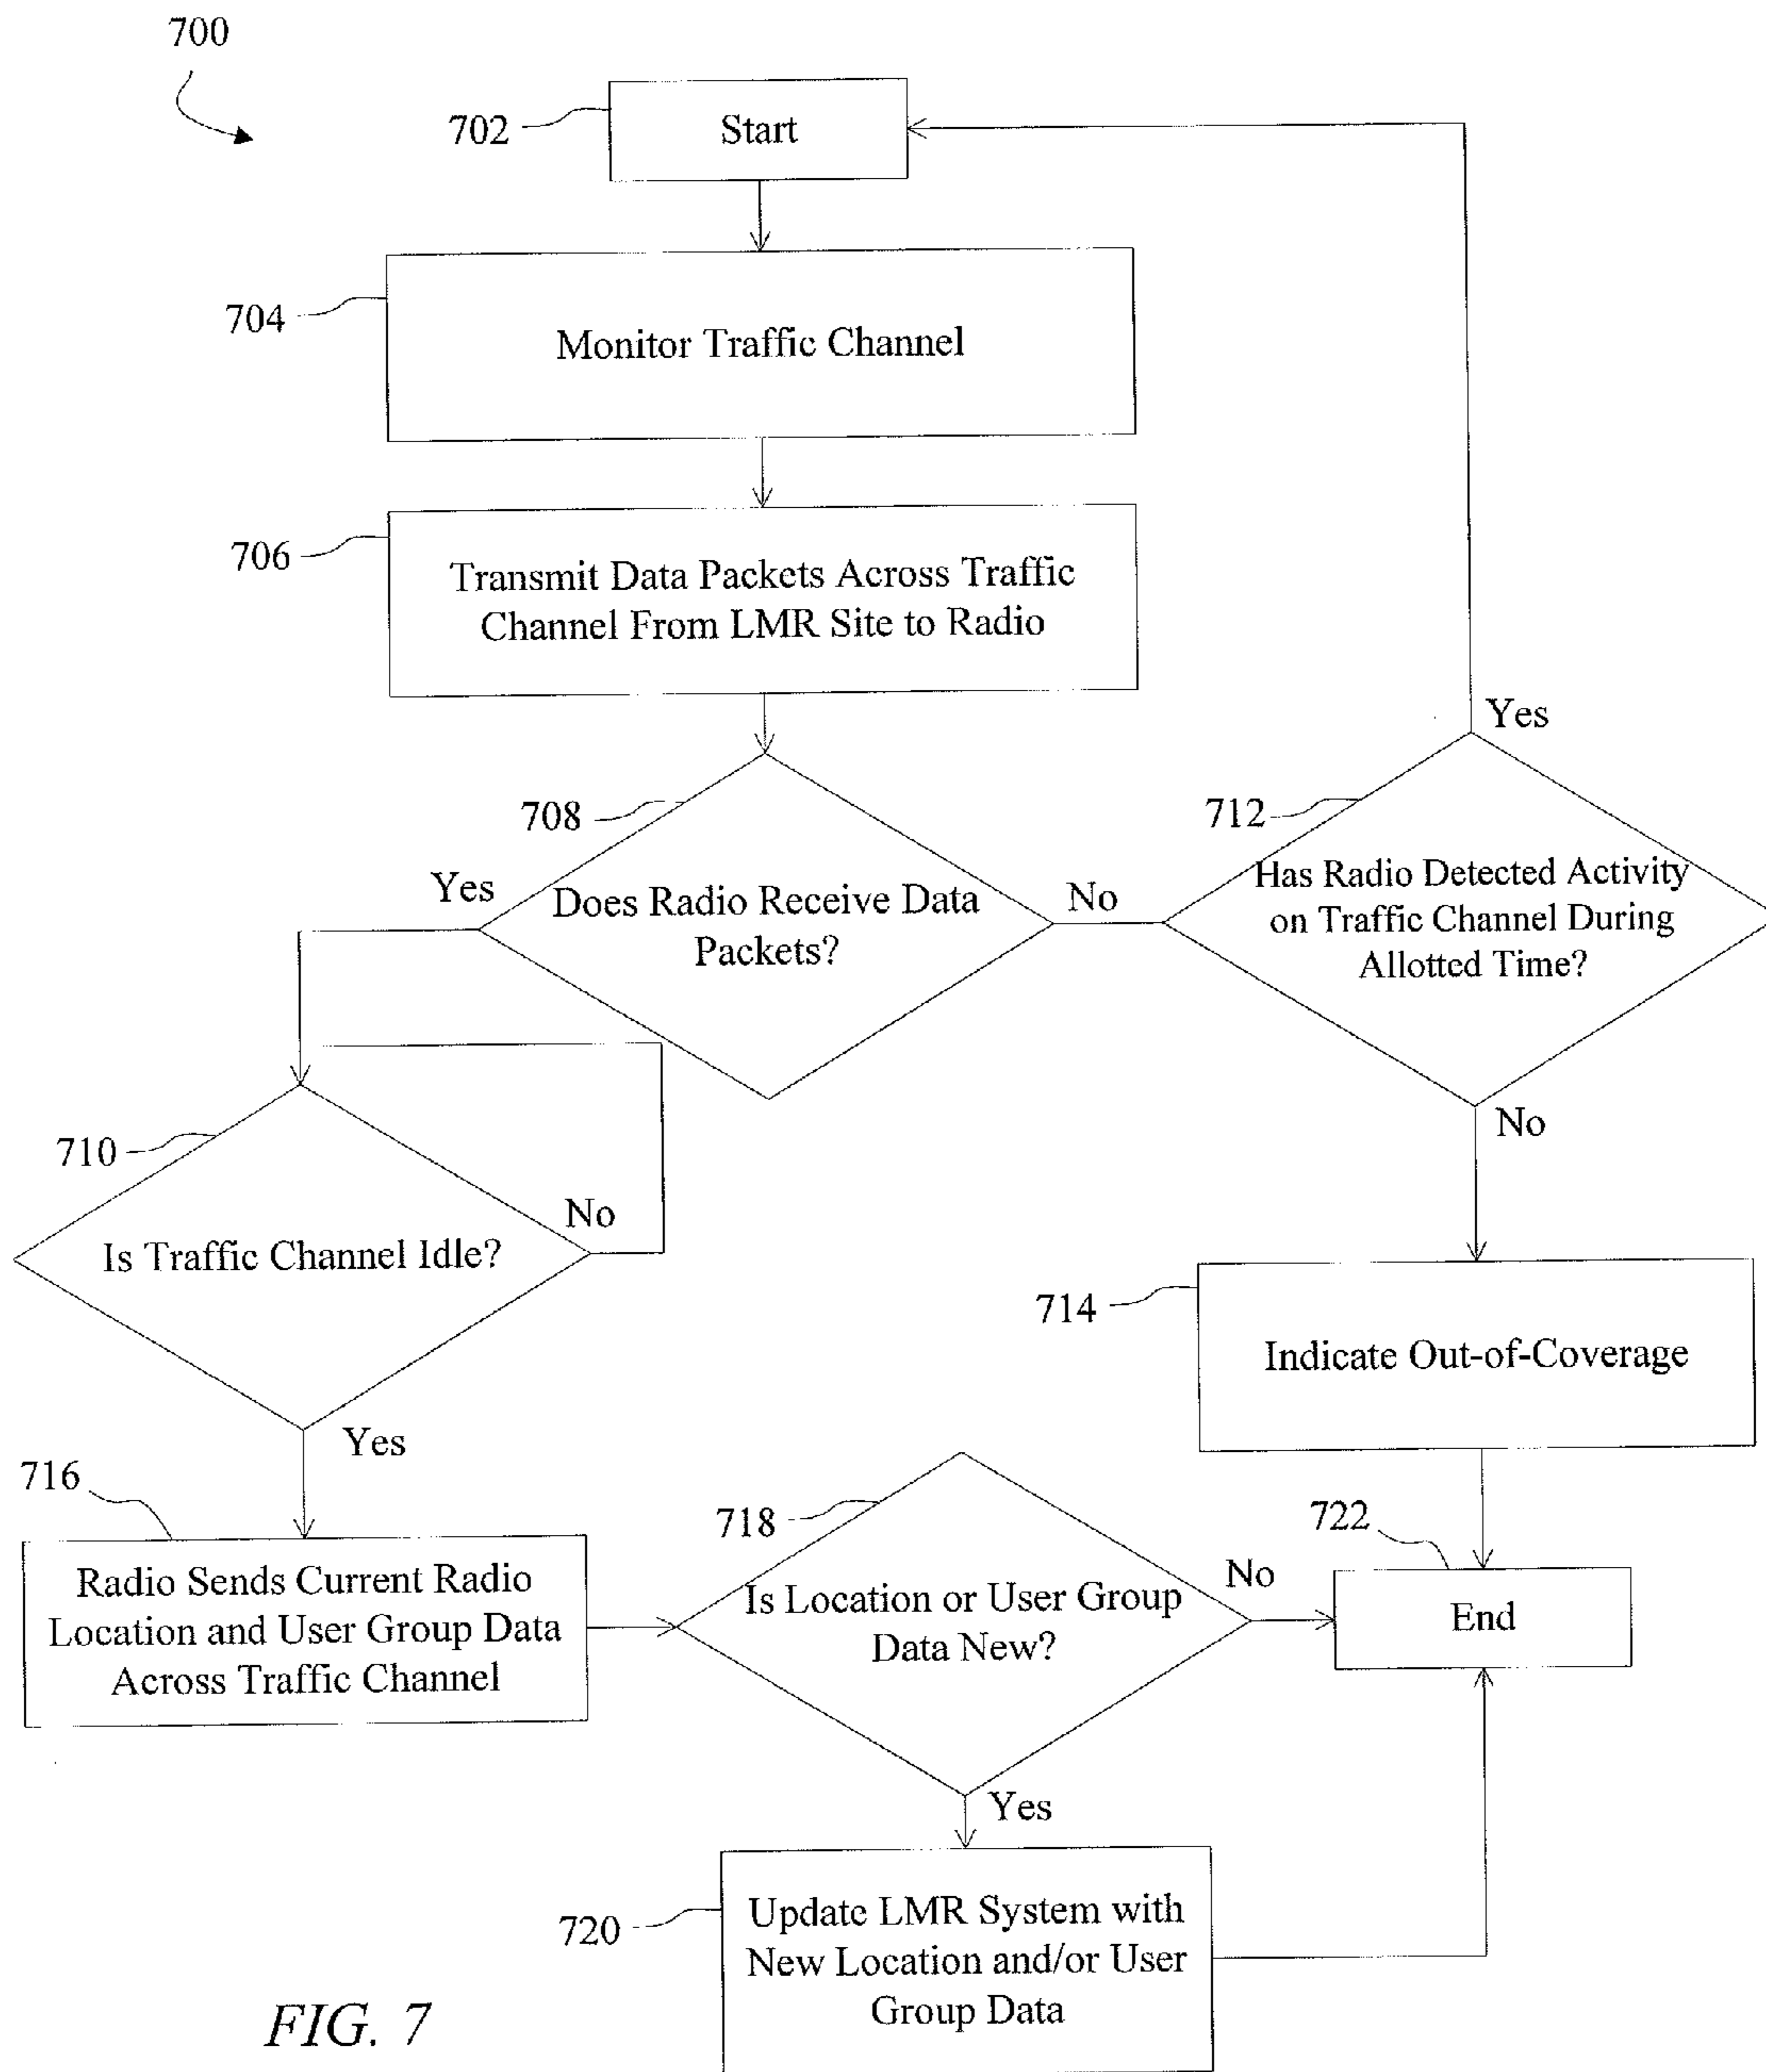 700
702
Start
704
Monitor Traffic Channel
706
Transmit Data Packets Across Traffic
Channel From LMR Site to Radio
708
Yes
Does Radio Receive Data
Packets?
No
712
Yes
Has Radio Detected Activity
on Traffic Channel During
Allotted Time?
No
710
Is Traffic Channel Idle?
No
Yes
714
Indicate Out-of-Coverage
716
Radio Sends Current Radio
Location and User Group Data
Across Traffic Channel
718
Is Location or User Group
Data New?
No
Yes
722
End
720
Update LMR System with
New Location and/or User
Group Data
FIG. 7